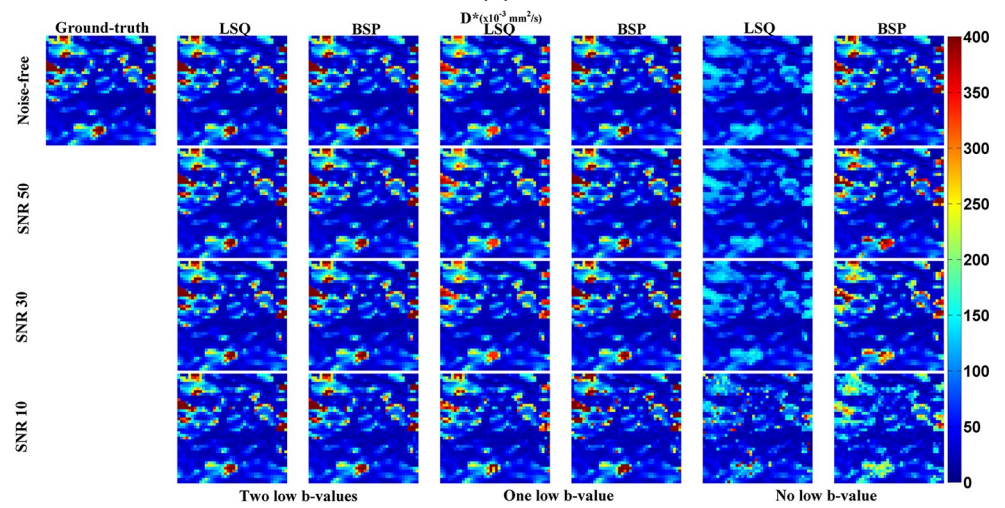 D*(x10⁻³ mm²/s)
Ground-truth LSQ BSP LSQ BSP LSQ BSP
Noise-free
SNR 50
SNR 30
SNR 10
400
350
300
250
200
150
100
50
0
Two low b-values One low b-value No low b-value